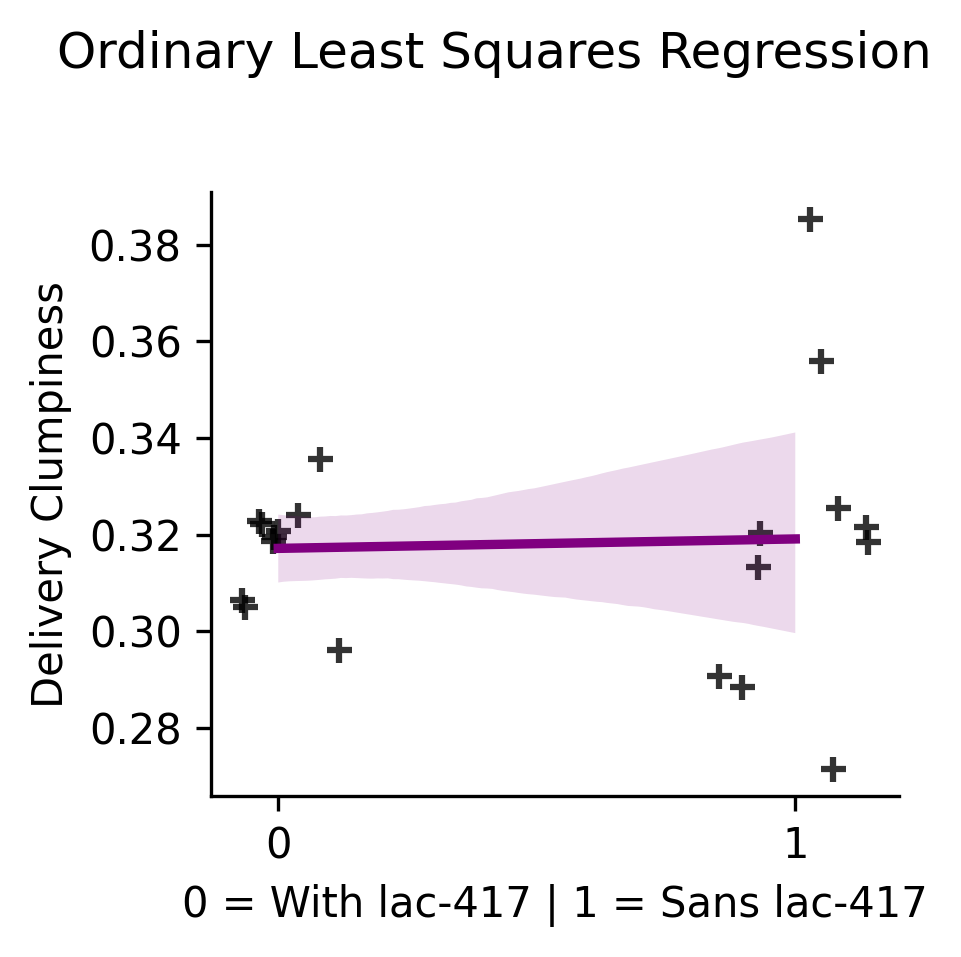 Ordinary Least Squares Regression
Delivery Clumpiness
0.38
0.36
0.34
0.32
0.30
0.28
0 1
0 = With lac-417 | 1 = Sans lac-417